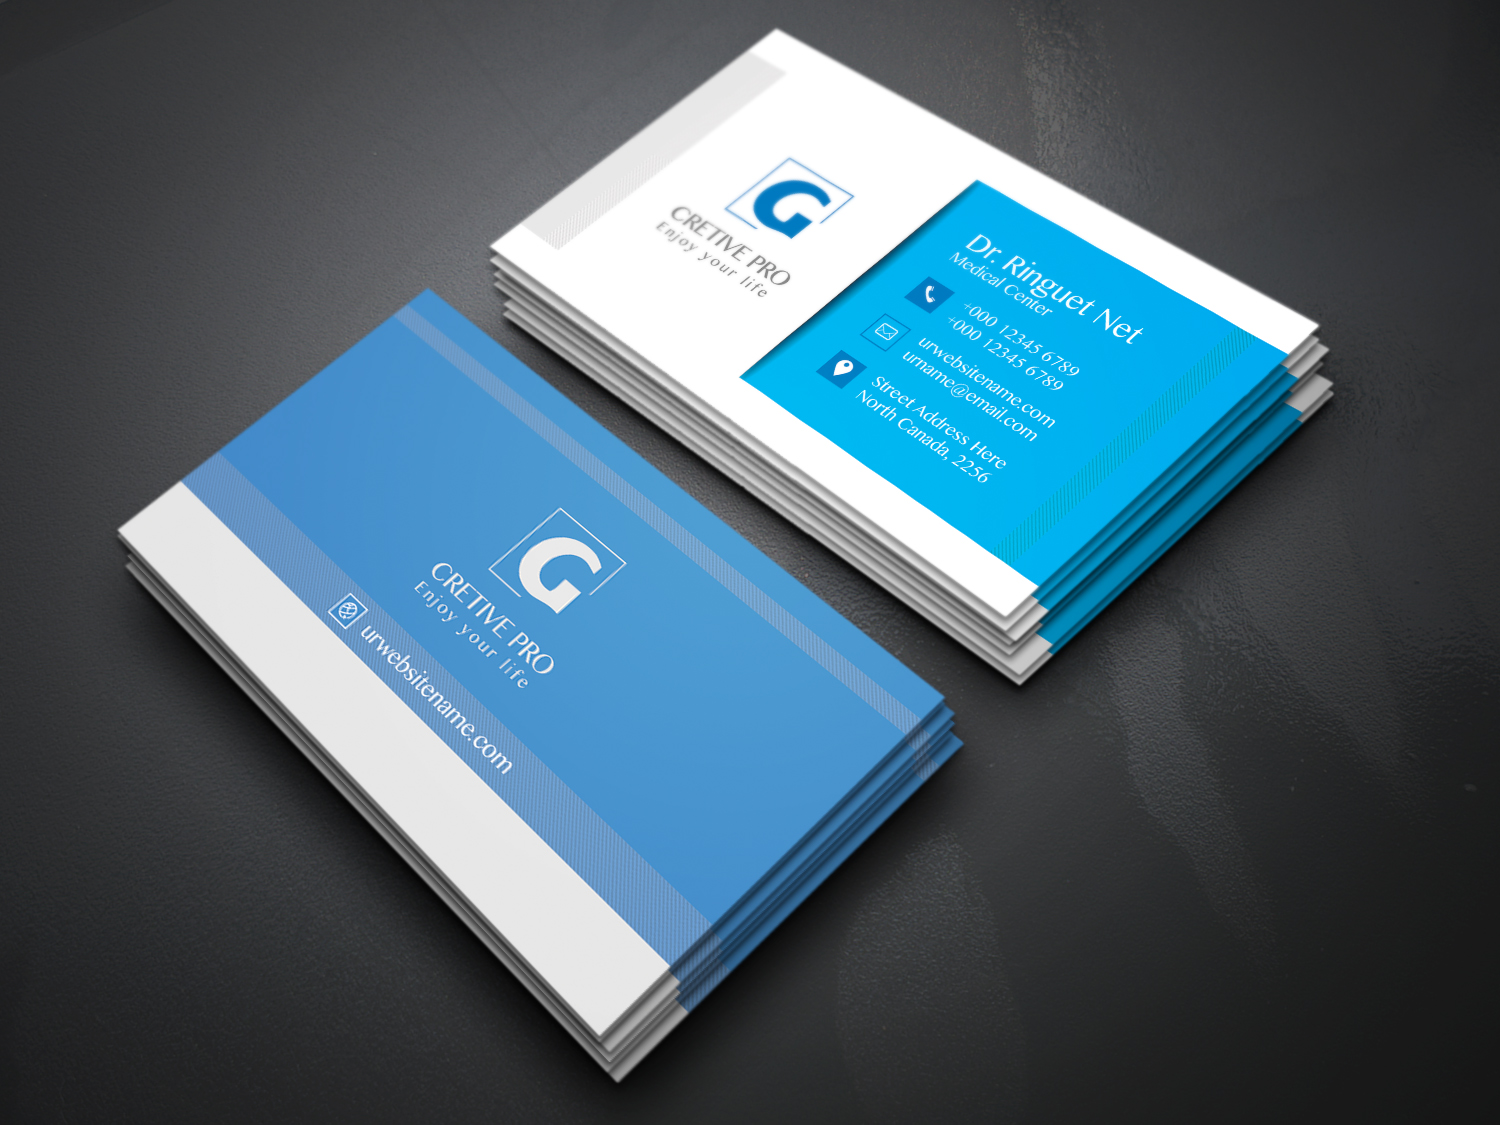 G
CRETIVE PRO
Enjoy your life
Dr. Ringuet Net
Medical Center
+000 12345 6789
+000 12345 6789
urwebsitename.com
urname@email.com
Street Address Here
North Canada, 2256
G
CRETIVE PRO
Enjoy your life
urwebsitename.com